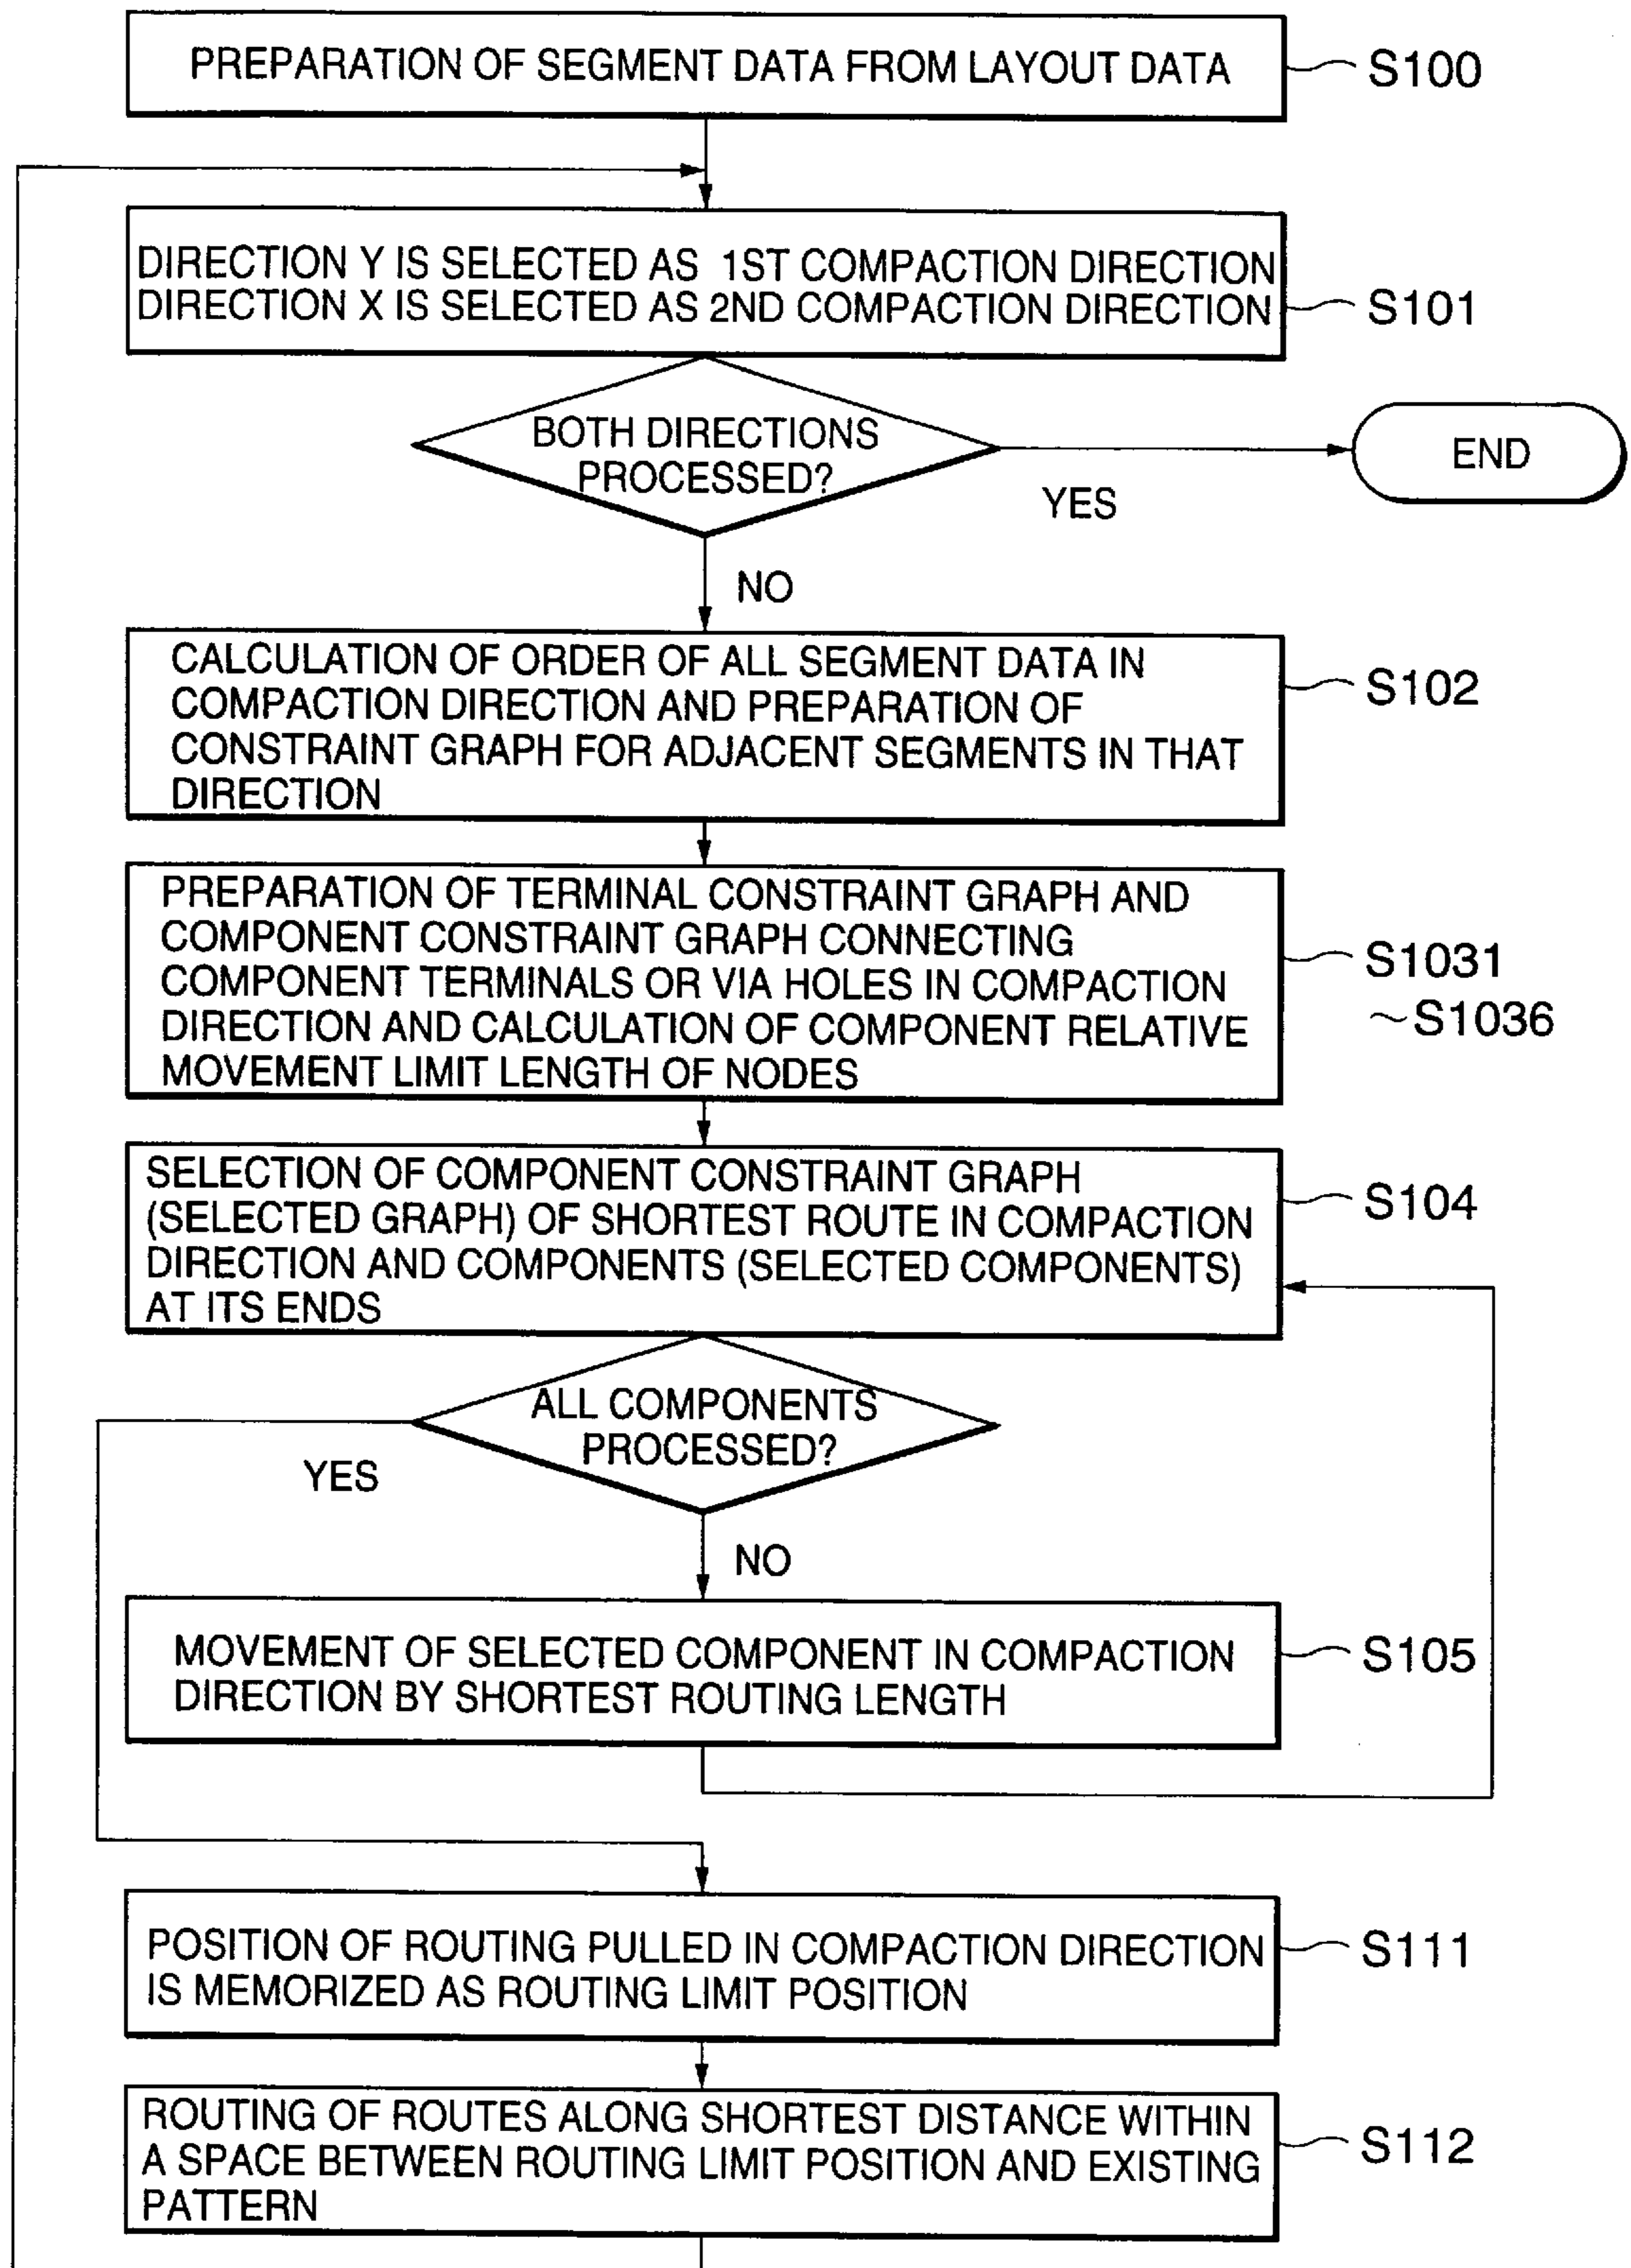 PREPARATION OF SEGMENT DATA FROM LAYOUT DATA
S100
DIRECTION Y IS SELECTED AS 1ST COMPACTION DIRECTION
DIRECTION X IS SELECTED AS 2ND COMPACTION DIRECTION
S101
BOTH DIRECTIONS
PROCESSED?
YES
END
NO
CALCULATION OF ORDER OF ALL SEGMENT DATA IN
COMPACTION DIRECTION AND PREPARATION OF
CONSTRAINT GRAPH FOR ADJACENT SEGMENTS IN THAT
DIRECTION
S102
PREPARATION OF TERMINAL CONSTRAINT GRAPH AND
COMPONENT CONSTRAINT GRAPH CONNECTING
COMPONENT TERMINALS OR VIA HOLES IN COMPACTION
DIRECTION AND CALCULATION OF COMPONENT RELATIVE
MOVEMENT LIMIT LENGTH OF NODES
S1031
~S1036
SELECTION OF COMPONENT CONSTRAINT GRAPH
(SELECTED GRAPH) OF SHORTEST ROUTE IN COMPACTION
DIRECTION AND COMPONENTS (SELECTED COMPONENTS)
AT ITS ENDS
S104
ALL COMPONENTS
PROCESSED?
YES
NO
MOVEMENT OF SELECTED COMPONENT IN COMPACTION
DIRECTION BY SHORTEST ROUTING LENGTH
S105
POSITION OF ROUTING PULLED IN COMPACTION DIRECTION
IS MEMORIZED AS ROUTING LIMIT POSITION
S111
ROUTING OF ROUTES ALONG SHORTEST DISTANCE WITHIN
A SPACE BETWEEN ROUTING LIMIT POSITION AND EXISTING
PATTERN
S112